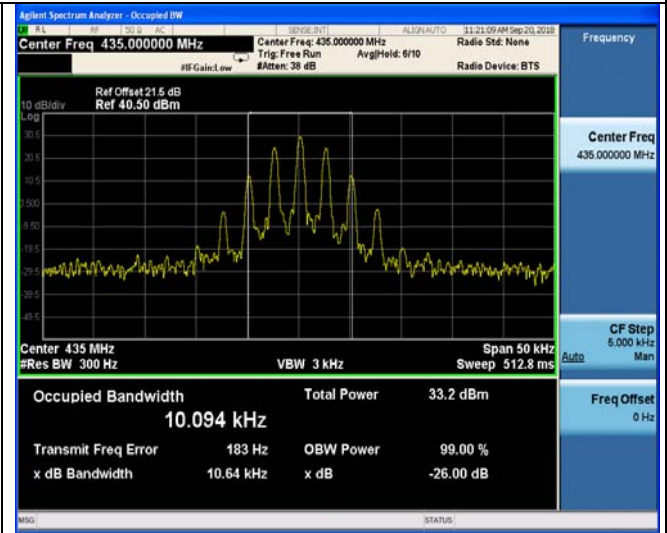 Agilent Spectrum Analyzer - Occupied BW
RL RF 50 Ω AC SENSE:INT ALIGN AUTO 11:21:09 AM Sep 20, 2018
Center Freq 435.000000 MHz
Center Freq: 435.000000 MHz
Radio Std: None
Trig: Free Run Avg|Hold: 6/10
#IFGain:Low
#Atten: 38 dB
Radio Device: BTS
Frequency
Ref Offset 21.5 dB
10 dB/div Ref 40.50 dBm
Log
30.5
20.5
10.5
0.500
-9.50
-19.5
-29.5
-39.5
-49.5
Center 435 MHz Span 50 kHz
#Res BW 300 Hz VBW 3 kHz Sweep 512.8 ms
Center Freq
435.000000 MHz
CF Step
5.000 kHz
Auto Man
Freq Offset
0 Hz
Occupied Bandwidth Total Power 33.2 dBm
10.094 kHz
Transmit Freq Error 183 Hz OBW Power 99.00 %
x dB Bandwidth 10.64 kHz x dB -26.00 dB
MSG STATUS